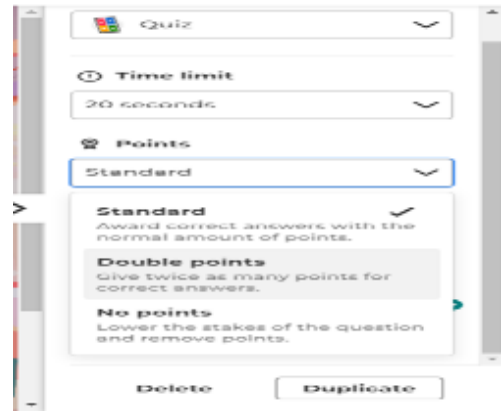 Quiz
Time limit
20 seconds
Points
Standard
Standard
Award correct answers with the
normal amount of points.
Double points
Give twice as many points for
correct answers.
No points
Lower the stakes of the question
and remove points.
Delete
Duplicate